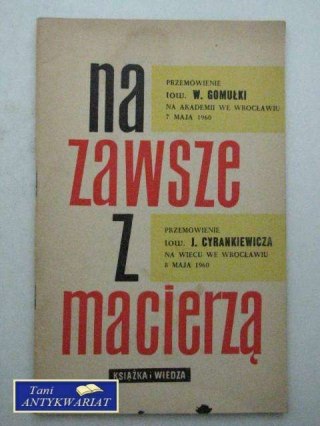 na
PRZEMÓWIENIE
tow. W. GOMUŁKI
NA AKADEMII WE WROCŁAWIU
7 MAJA 1960
zawsze
z
PRZEMÓWIENIE
tow. J. CYRANKIEWICZA
NA WIECU WE WROCŁAWIU
8 MAJA 1960
macierzą
KSIĄŻKA i WIEDZA
Tani
ANTYKWARIAT